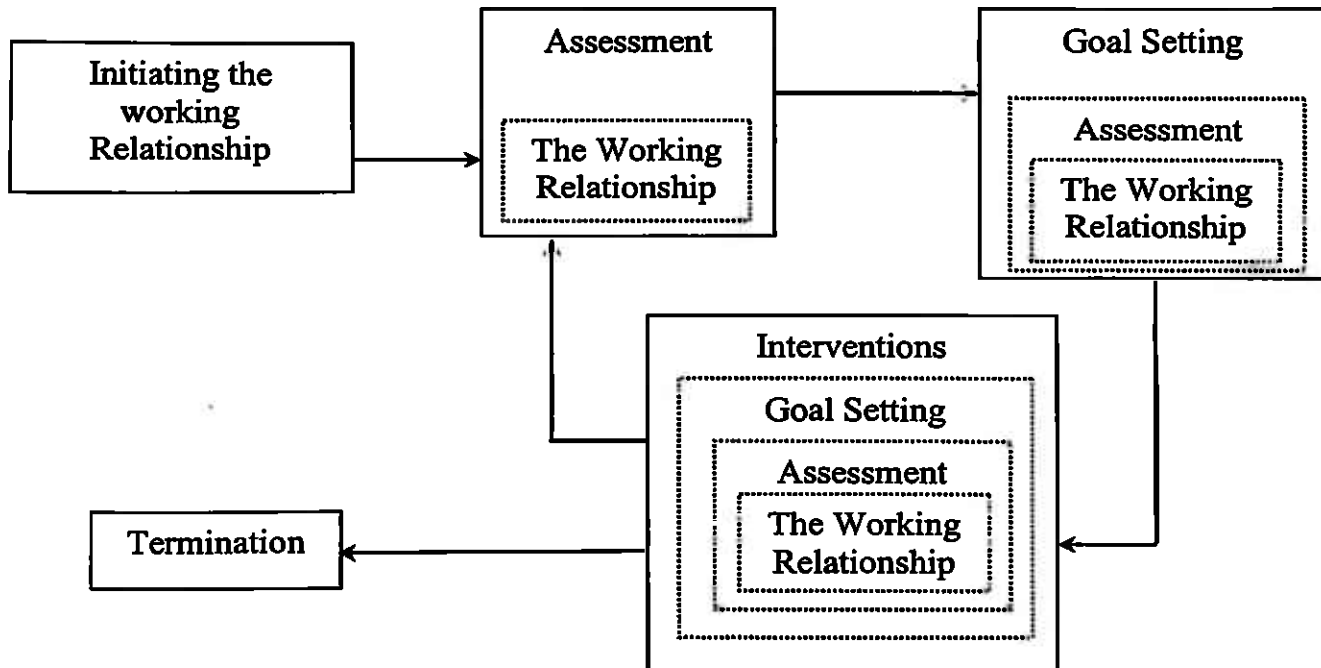 Initiating the
working
Relationship
Assessment
The Working
Relationship
Goal Setting
Assessment
The Working
Relationship
Interventions
Goal Setting
Assessment
The Working
Relationship
Termination